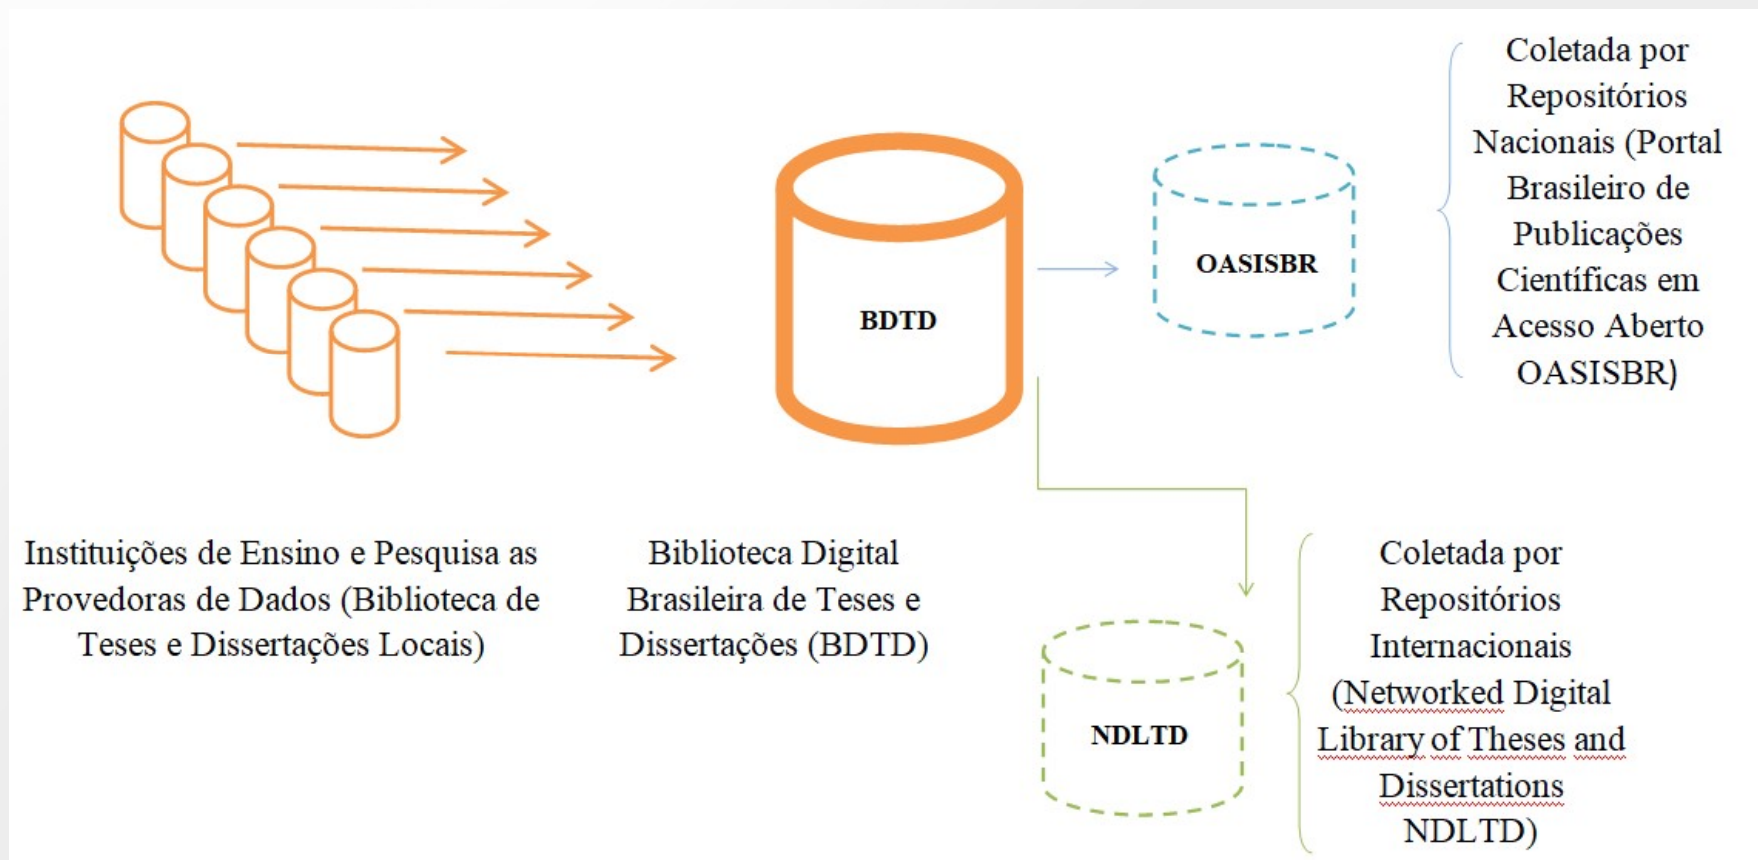 BDTD
OASISBR
Coletada por
Repositórios
Nacionais (Portal
Brasileiro de
Publicações
Científicas em
Acesso Aberto
OASISBR)
Instituições de Ensino e Pesquisa as
Provedoras de Dados (Biblioteca de
Teses e Dissertações Locais)
Biblioteca Digital
Brasileira de Teses e
Dissertações (BDTD)
NDLTD
Coletada por
Repositórios
Internacionais
(Networked Digital
Library of Theses and
Dissertations
NDLTD)